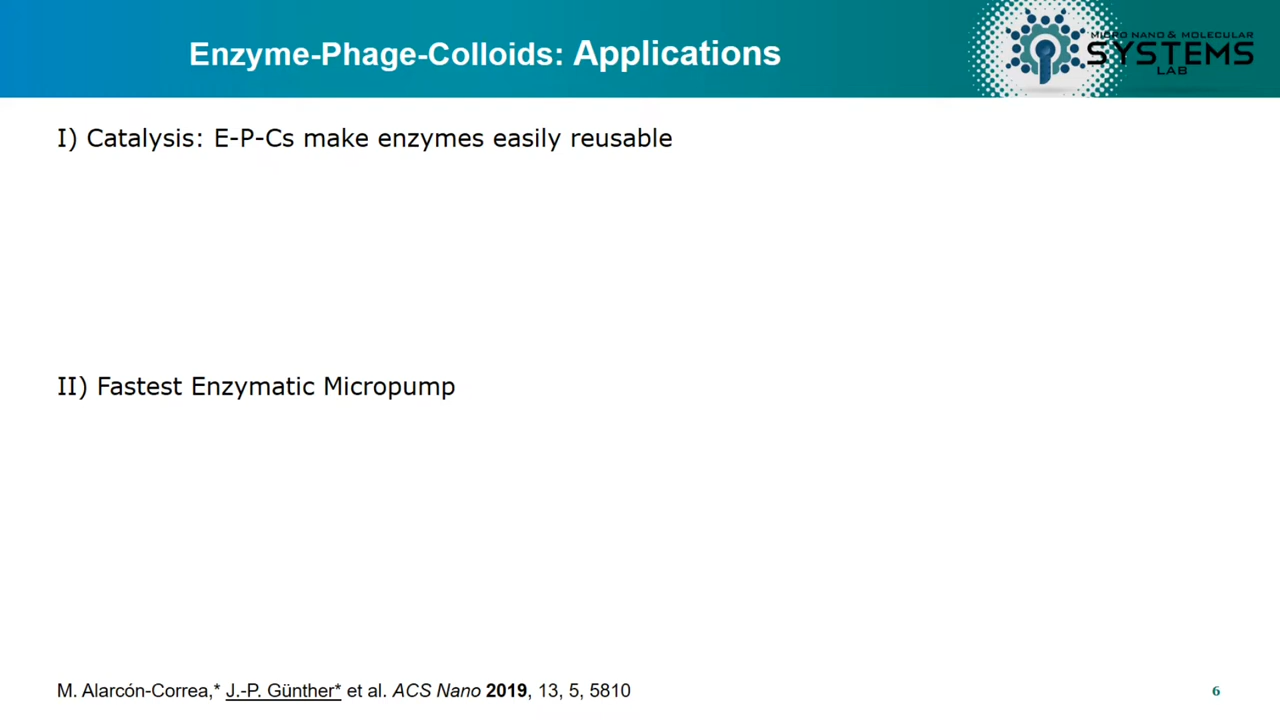 Enzyme-Phage-Colloids: Applications
MICRO NANO & MOLECULAR
SYSTEMS
LAB
I) Catalysis: E-P-Cs make enzymes easily reusable
II) Fastest Enzymatic Micropump
M. Alarcón-Correa,* J.-P. Günther* et al. ACS Nano 2019, 13, 5, 5810
6